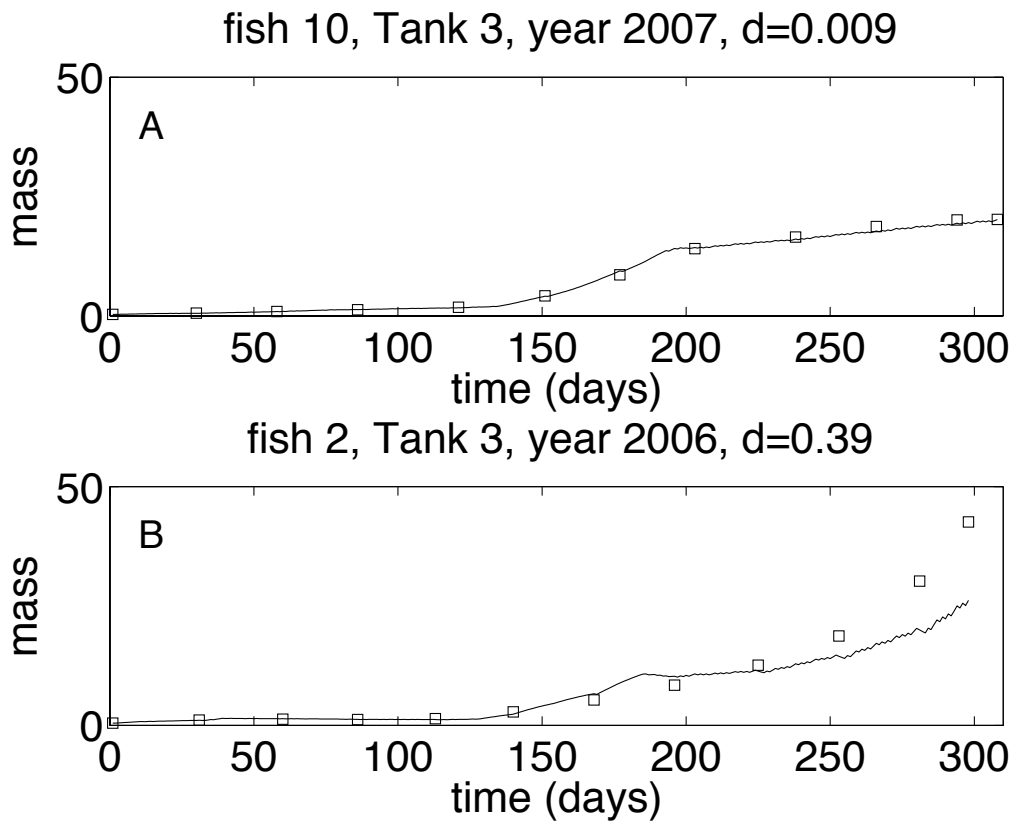 fish 10, Tank 3, year 2007, d=0.009
50
A
mass
0
0 50 100 150 200 250 300
time (days)
fish 2, Tank 3, year 2006, d=0.39
50
B
mass
0
0 50 100 150 200 250 300
time (days)